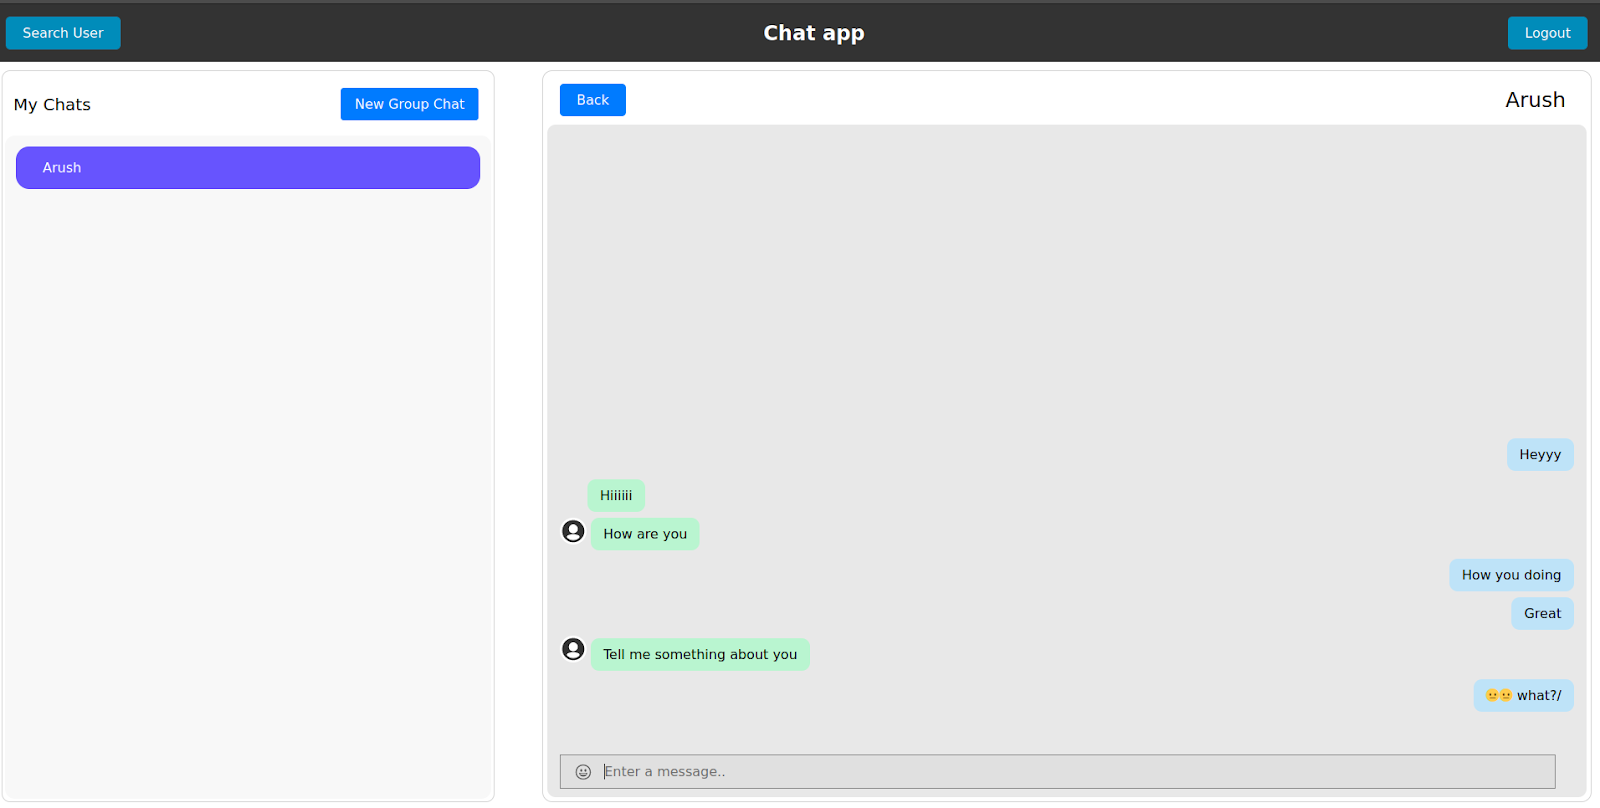 Search User
Chat app
Logout
My Chats
New Group Chat
Arush
Back
Arush
Heyyy
Hiiiiii
How are you
How you doing
Great
Tell me something about you
😐😐 what?/
Enter a message..